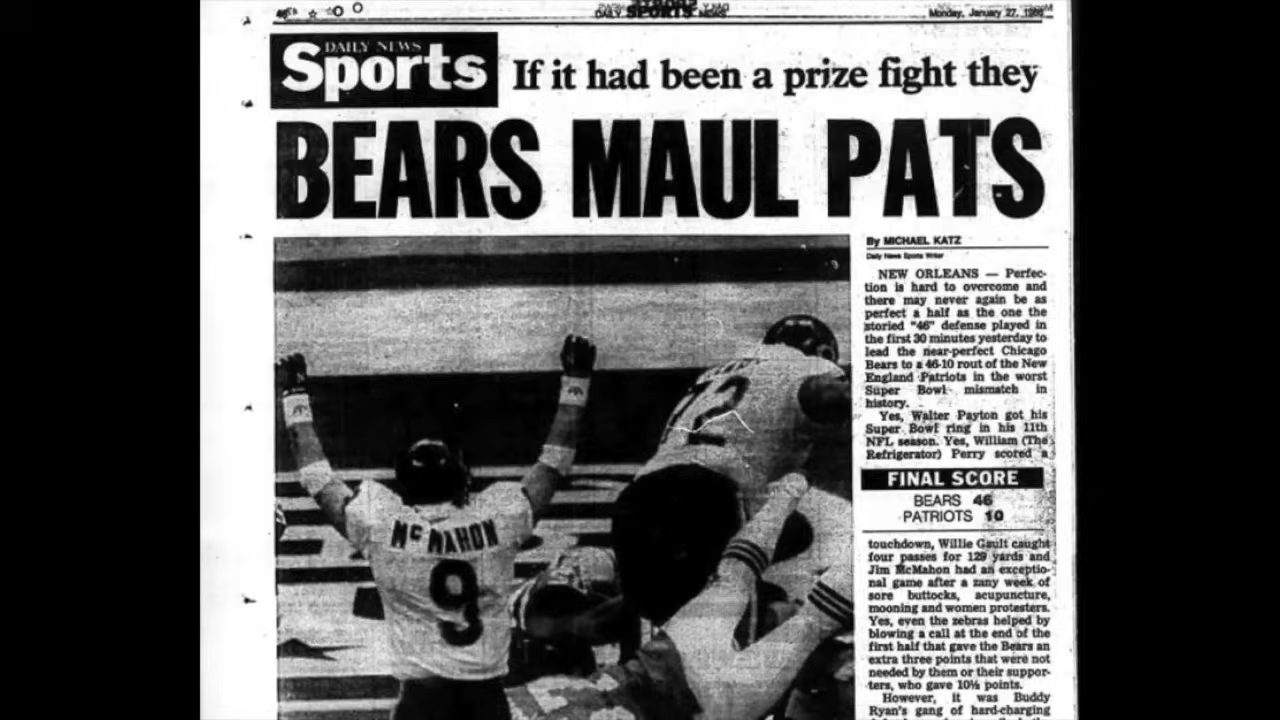 DAILY SPORTS NEWS
Monday, January 27, 1986
DAILY NEWS
Sports
If it had been a prize fight they
BEARS MAUL PATS
By MICHAEL KATZ
Daily News Sports Writer
NEW ORLEANS — Perfec-
tion is hard to overcome and
there may never again be as
perfect a half as the one the
storied "46" defense played in
the first 30 minutes yesterday to
lead the near-perfect Chicago
Bears to a 46-10 rout of the New
England Patriots in the worst
Super Bowl mismatch in
history.
Yes, Walter Payton got his
Super Bowl ring in his 11th
NFL season. Yes, William (The
Refrigerator) Perry scored a
FINAL SCORE
BEARS 46
PATRIOTS 10
touchdown, Willie Gault caught
four passes for 129 yards and
Jim McMahon had an exceptio-
nal game after a zany week of
sore buttocks, acupuncture,
mooning and women protesters.
Yes, even the zebras helped by
blowing a call at the end of the
first half that gave the Bears an
extra three points that were not
needed by them or their suppor-
ters, who gave 10½ points.
However, it was Buddy
Ryan's gang of hard-charging
72
McMAHON
9